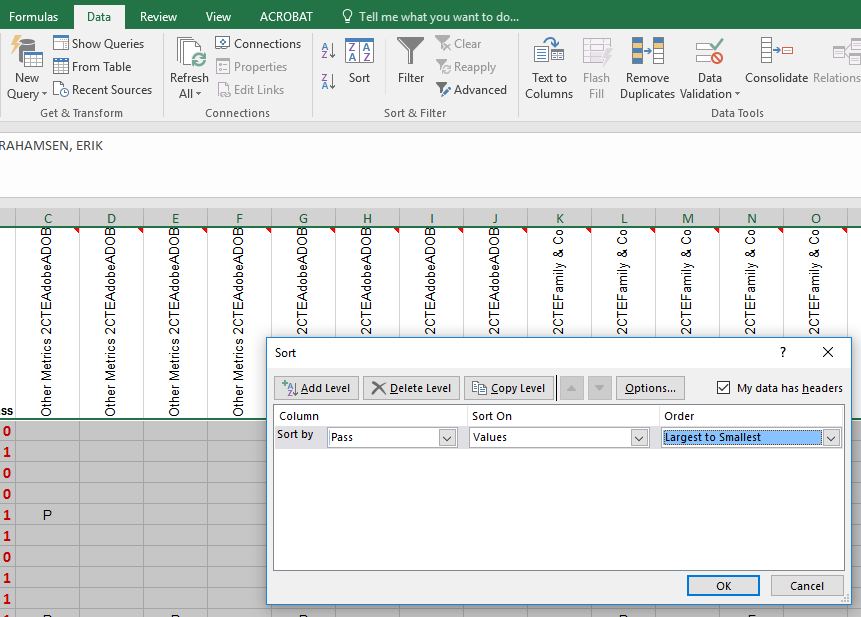 Formulas Data Review View ACROBAT Tell me what you want to do...
Show Queries
From Table
Recent Sources
New Query
Get & Transform
Refresh All
Connections
Properties
Edit Links
Connections
Sort
Filter
Clear
Reapply
Advanced
Sort & Filter
Text to Columns
Flash Fill
Remove Duplicates
Data Validation
Consolidate
Relations
Data Tools
RAHAMSEN, ERIK
C D E F G H I J K L M N O
Other Metrics 2CTEAdobeADOB
Other Metrics 2CTEAdobeADOB
Other Metrics 2CTEAdobeADOB
Other Metrics 2CTEAdobeADOB
2CTEAdobeADOB
2CTEAdobeADOB
2CTEAdobeADOB
2CTEAdobeADOB
2CTEFamily & Co
2CTEFamily & Co
2CTEFamily & Co
2CTEFamily & Co
2CTEFamily & Co
ss
0
1
0
0
1 P
1
0
1
1
Sort ?
Add Level Delete Level Copy Level Options... My data has headers
Column Sort On Order
Sort by Pass Values Largest to Smallest
OK Cancel